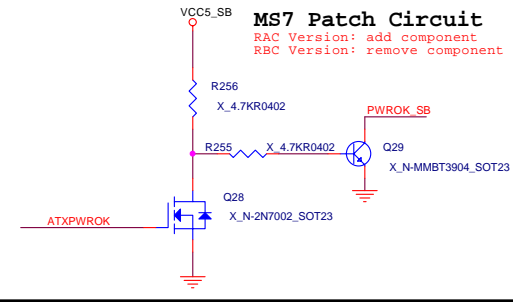 VCC5_SB
MS7 Patch Circuit
RAC Version: add component
RBC Version: remove component
R256
X_4.7KR0402
PWROK_SB
R255
X_4.7KR0402
Q29
X_N-MMBT3904_SOT23
Q28
X_N-2N7002_SOT23
ATXPWROK